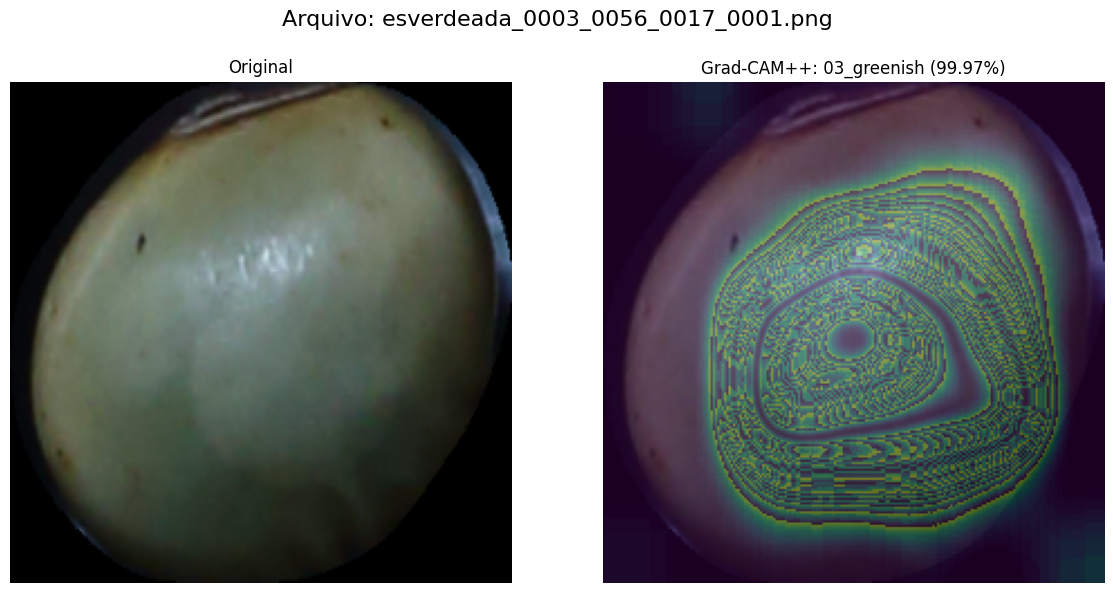 Arquivo: esverdeada_0003_0056_0017_0001.png
Original
Grad-CAM++: 03_greenish (99.97%)